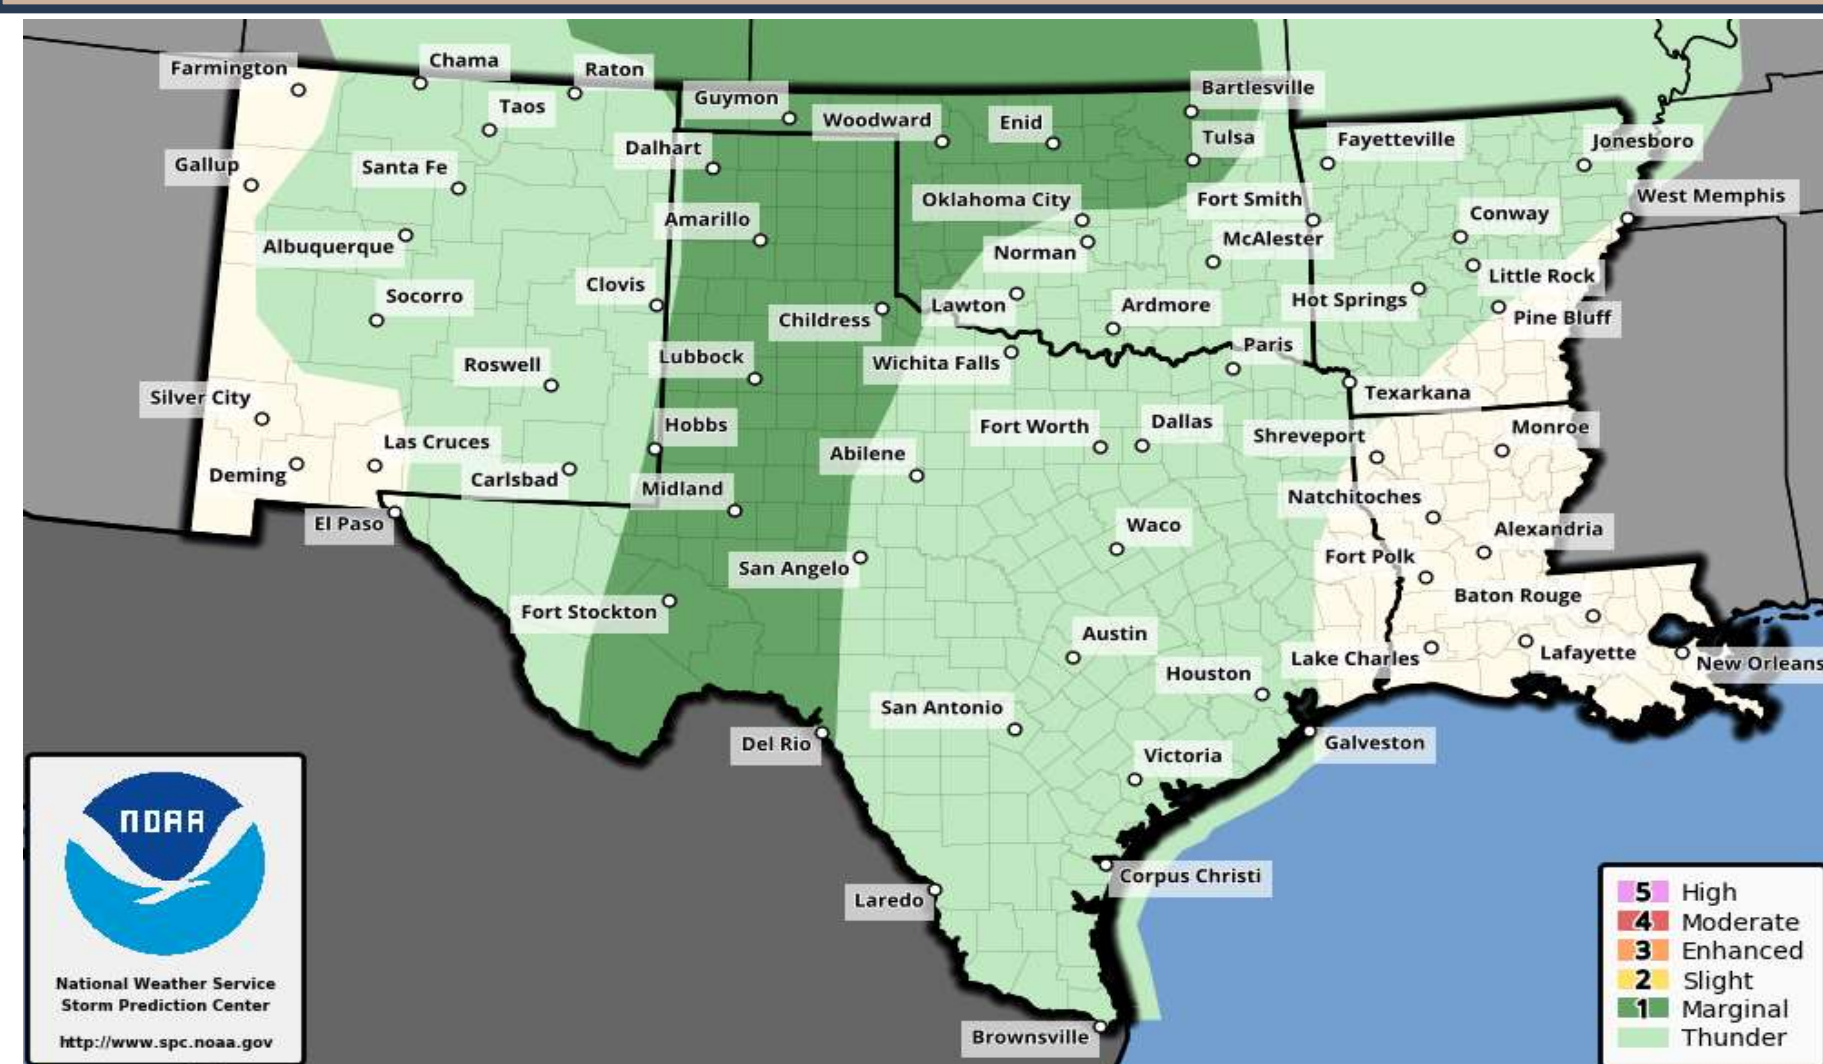 Farmington
Chama
Raton
Guymon
Bartlesville
Taos
Woodward
Enid
Tulsa
Fayetteville
Jonesboro
Dalhart
Gallup
Santa Fe
Oklahoma City
Fort Smith
West Memphis
Amarillo
Conway
Albuquerque
Norman
McAlester
Clovis
Little Rock
Socorro
Childress
Lawton
Ardmore
Hot Springs
Pine Bluff
Roswell
Lubbock
Wichita Falls
Paris
Silver City
Texarkana
Hobbs
Fort Worth
Dallas
Shreveport
Monroe
Las Cruces
Abilene
Deming
Carlsbad
Midland
Natchitoches
El Paso
Waco
Alexandria
San Angelo
Fort Polk
Fort Stockton
Baton Rouge
Austin
Lake Charles
Lafayette
New Orleans
Houston
San Antonio
Del Rio
Galveston
Victoria
Corpus Christi
Laredo
Brownsville
NOAA
National Weather Service
Storm Prediction Center
http://www.spc.noaa.gov
5 High
4 Moderate
3 Enhanced
2 Slight
1 Marginal
Thunder